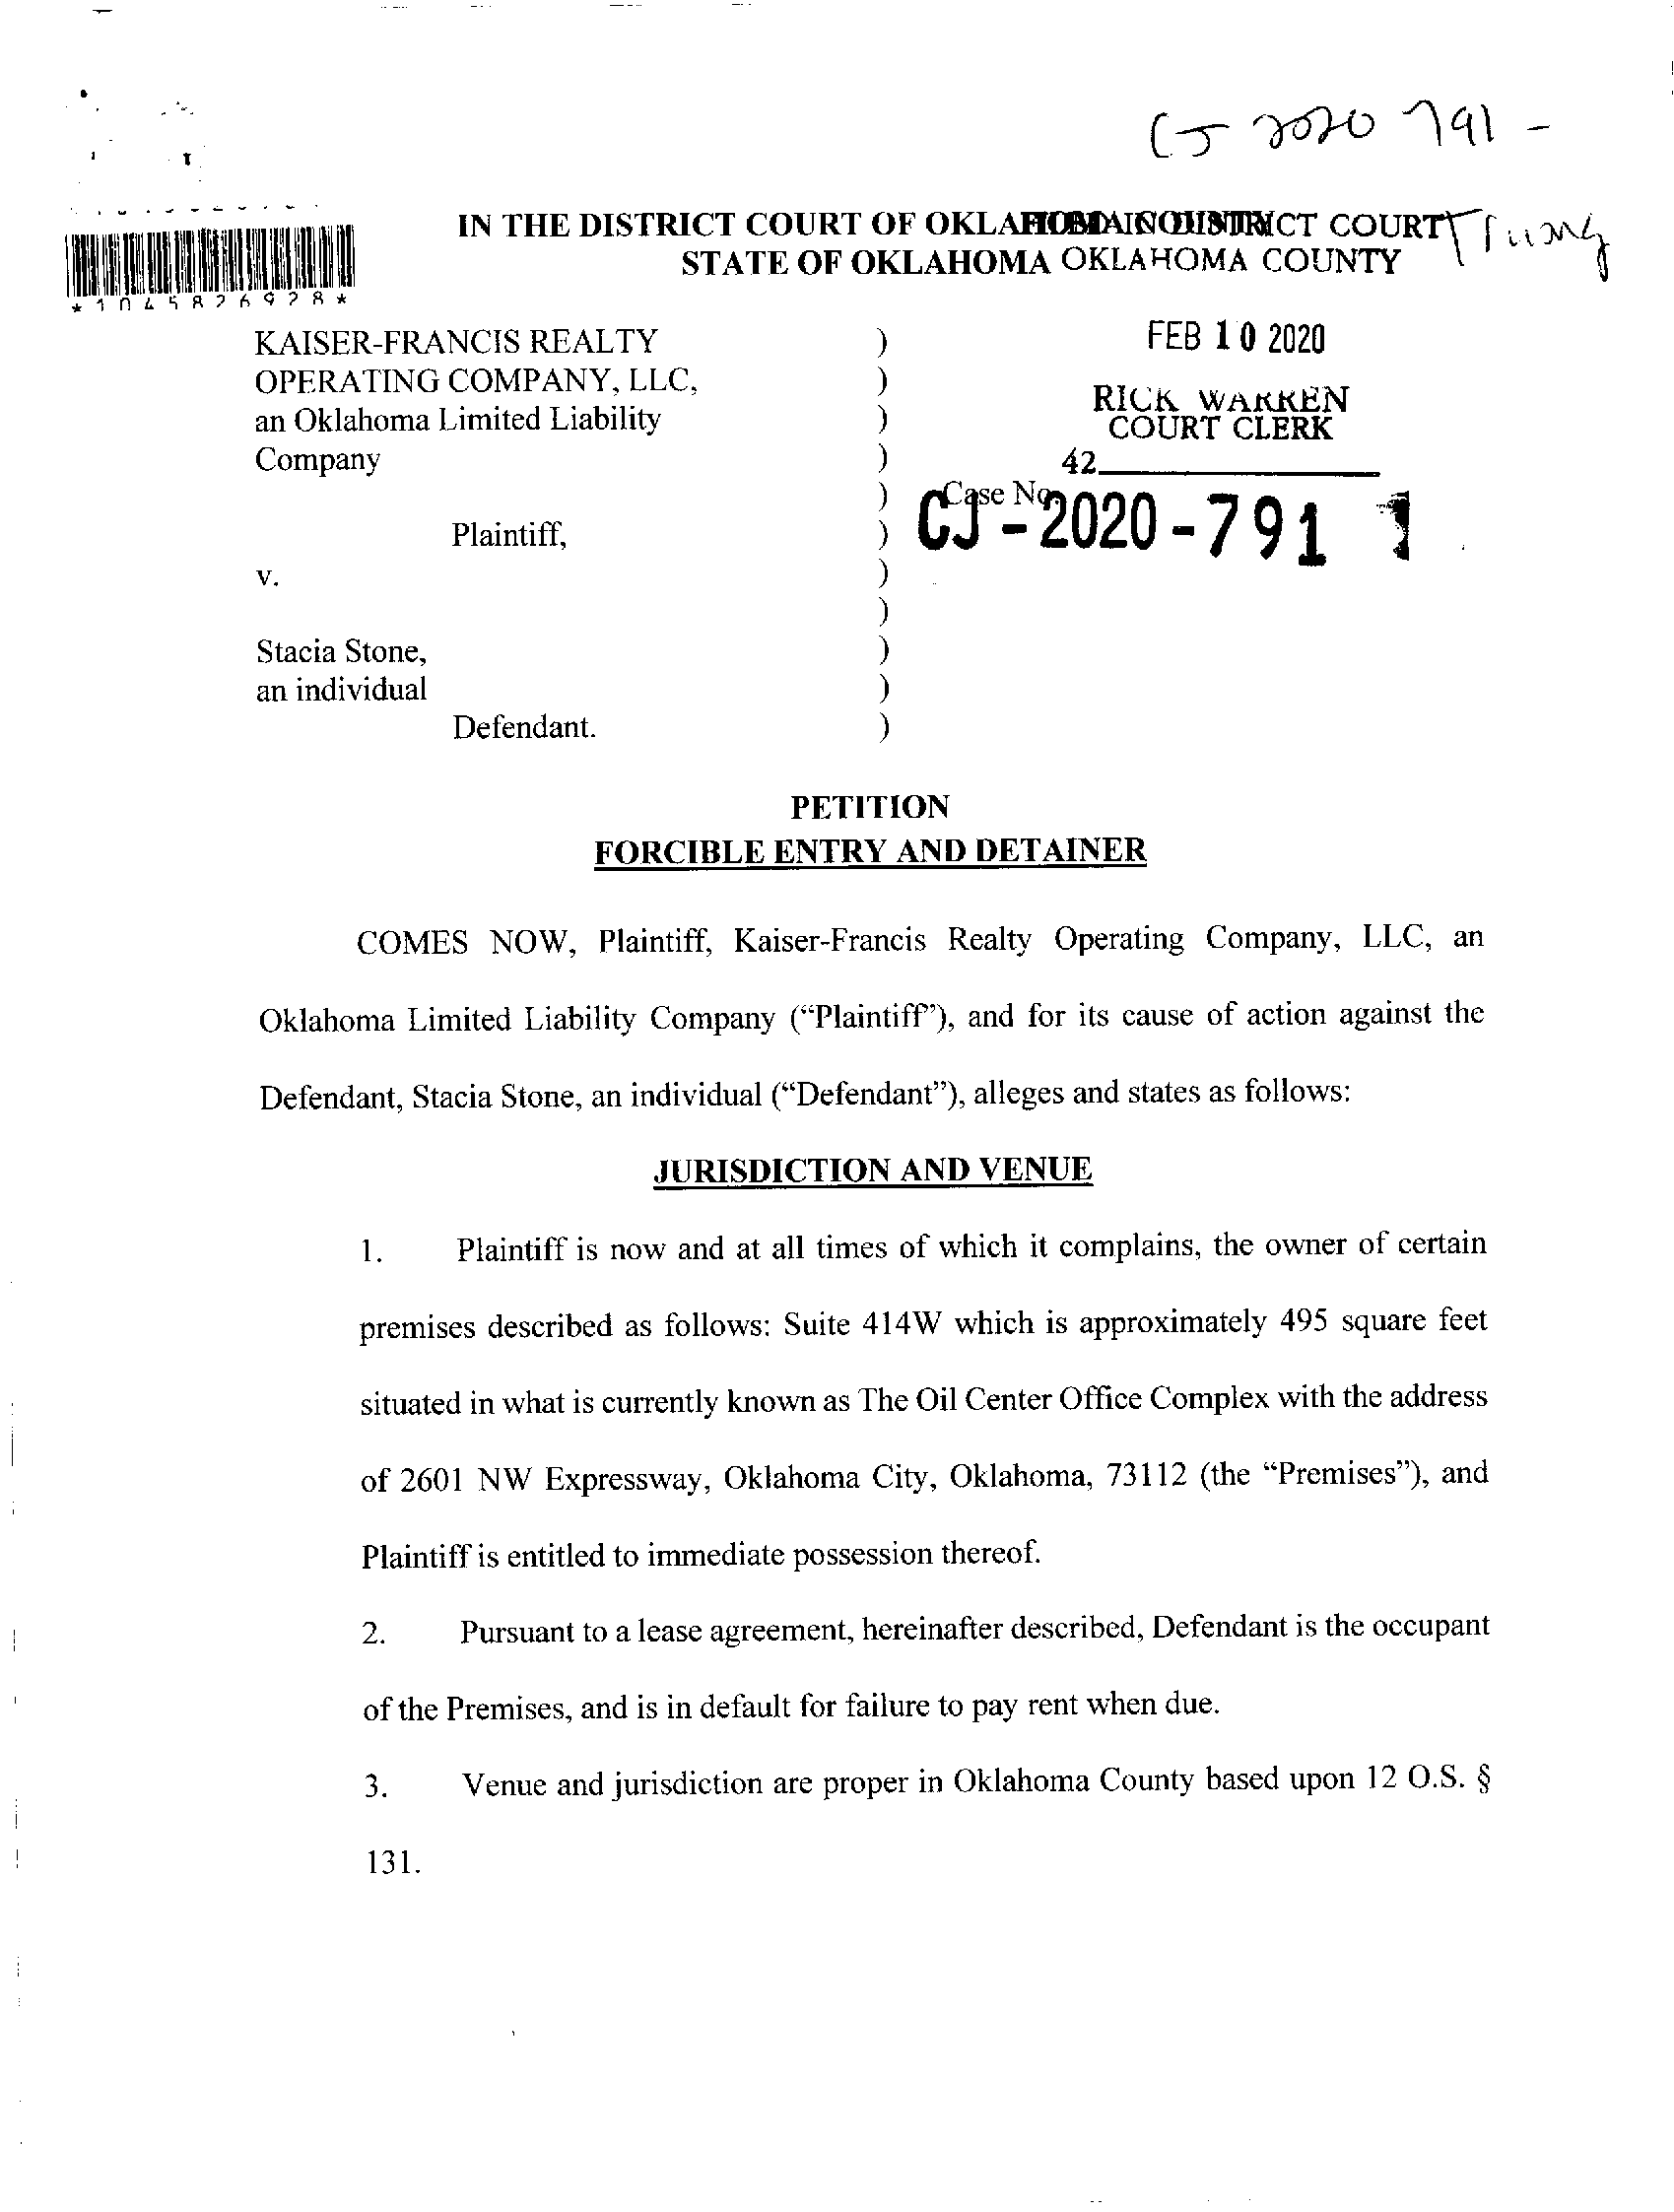 CJ 2020 791 -
IN THE DISTRICT COURT OF OKLAHOMA COUNTY
FILED IN DISTRICT COURT
STATE OF OKLAHOMA
OKLAHOMA COUNTY
*1045826928*
KAISER-FRANCIS REALTY )
FEB 10 2020
OPERATING COMPANY, LLC, )
an Oklahoma Limited Liability )
RICK WARREN
COURT CLERK
Company )
42
) Case No.
CJ-2020-791
Plaintiff, )
v. )
)
Stacia Stone, )
an individual )
Defendant. )
PETITION
FORCIBLE ENTRY AND DETAINER
COMES NOW, Plaintiff, Kaiser-Francis Realty Operating Company, LLC, an
Oklahoma Limited Liability Company (“Plaintiff”), and for its cause of action against the
Defendant, Stacia Stone, an individual (“Defendant”), alleges and states as follows:
JURISDICTION AND VENUE
1. Plaintiff is now and at all times of which it complains, the owner of certain
premises described as follows: Suite 414W which is approximately 495 square feet
situated in what is currently known as The Oil Center Office Complex with the address
of 2601 NW Expressway, Oklahoma City, Oklahoma, 73112 (the “Premises”), and
Plaintiff is entitled to immediate possession thereof.
2. Pursuant to a lease agreement, hereinafter described, Defendant is the occupant
of the Premises, and is in default for failure to pay rent when due.
3. Venue and jurisdiction are proper in Oklahoma County based upon 12 O.S. §
131.